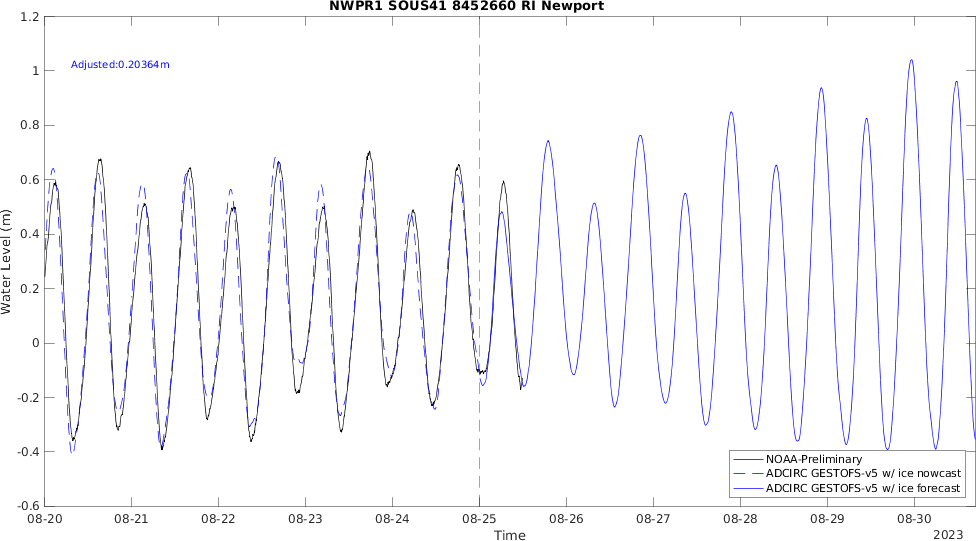 NWPR1 SOUS41 8452660 RI Newport
Adjusted:0.20364m
Water Level (m)
1.2
1
0.8
0.6
0.4
0.2
0
-0.2
-0.4
-0.6
NOAA-Preliminary
ADCIRC GESTOFS-v5 w/ ice nowcast
ADCIRC GESTOFS-v5 w/ ice forecast
08-20 08-21 08-22 08-23 08-24 08-25 08-26 08-27 08-28 08-29 08-30
Time
2023